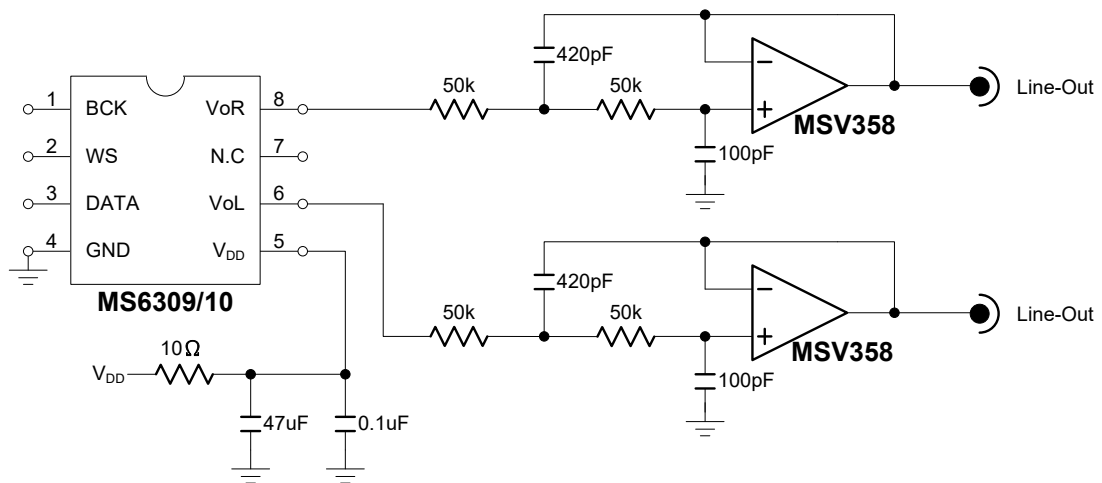 420pF
50k
50k
−
+
MSV358
100pF
Line-Out
1 BCK VoR 8
2 WS N.C 7
3 DATA VoL 6
4 GND VDD 5
MS6309/10
420pF
50k
50k
−
+
MSV358
100pF
Line-Out
10Ω
VDD
47uF
0.1uF